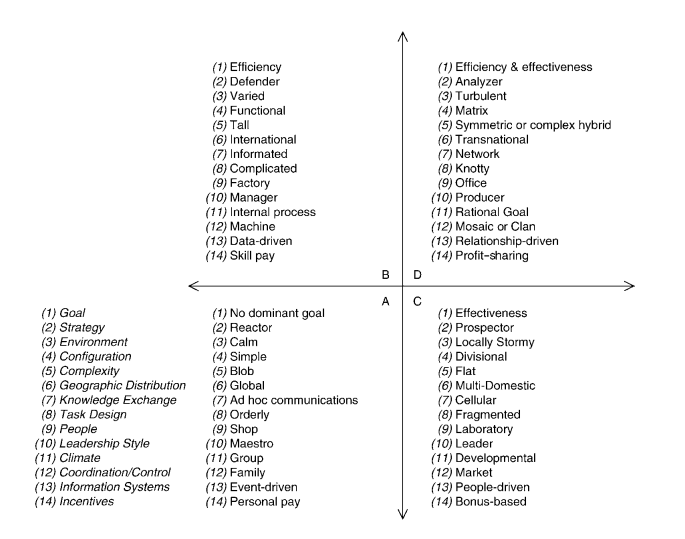 (1) Efficiency
(2) Defender
(3) Varied
(4) Functional
(5) Tall
(6) International
(7) Informated
(8) Complicated
(9) Factory
(10) Manager
(11) Internal process
(12) Machine
(13) Data-driven
(14) Skill pay
B
(1) Efficiency & effectiveness
(2) Analyzer
(3) Turbulent
(4) Matrix
(5) Symmetric or complex hybrid
(6) Transnational
(7) Network
(8) Knotty
(9) Office
(10) Producer
(11) Rational Goal
(12) Mosaic or Clan
(13) Relationship-driven
(14) Profit–sharing
D
(1) Goal
(2) Strategy
(3) Environment
(4) Configuration
(5) Complexity
(6) Geographic Distribution
(7) Knowledge Exchange
(8) Task Design
(9) People
(10) Leadership Style
(11) Climate
(12) Coordination/Control
(13) Information Systems
(14) Incentives
A
(1) No dominant goal
(2) Reactor
(3) Calm
(4) Simple
(5) Blob
(6) Global
(7) Ad hoc communications
(8) Orderly
(9) Shop
(10) Maestro
(11) Group
(12) Family
(13) Event-driven
(14) Personal pay
C
(1) Effectiveness
(2) Prospector
(3) Locally Stormy
(4) Divisional
(5) Flat
(6) Multi-Domestic
(7) Cellular
(8) Fragmented
(9) Laboratory
(10) Leader
(11) Developmental
(12) Market
(13) People-driven
(14) Bonus-based